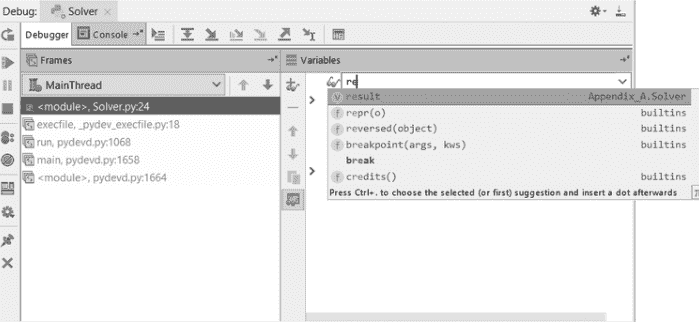 Debug: Solver
Debugger Console
Frames
Variables
MainThread
re
<module>, Solver.py:24
execfile, _pydev_execfile.py:18
run, pydevd.py:1068
main, pydevd.py:1658
<module>, pydevd.py:1664
result Appendix_A.Solver
repr(o) builtins
reversed(object) builtins
breakpoint(args, kws) builtins
break
credits() builtins
Press Ctrl+. to choose the selected (or first) suggestion and insert a dot afterwards